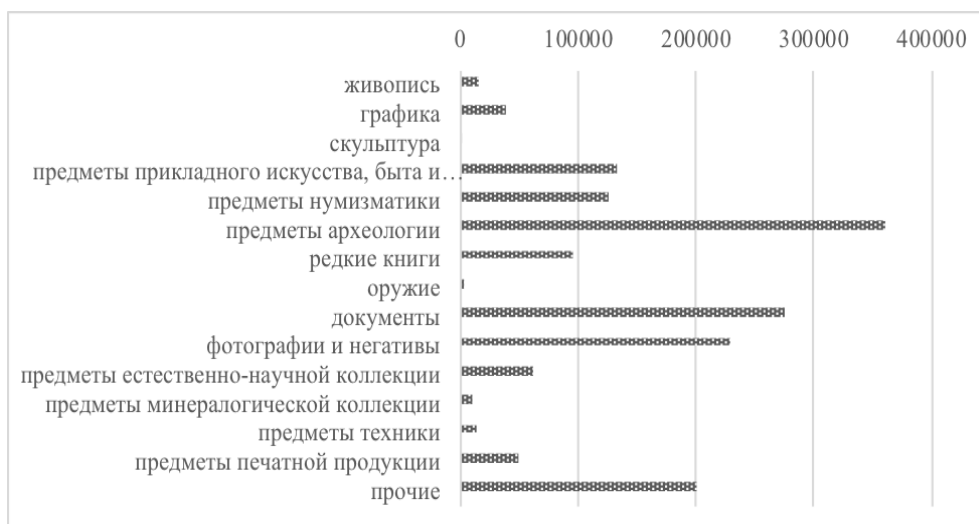 0 100000 200000 300000 400000
живопись
графика
скульптура
предметы прикладного искусства, быта и…
предметы нумизматики
предметы археологии
редкие книги
оружие
документы
фотографии и негативы
предметы естественно-научной коллекции
предметы минералогической коллекции
предметы техники
предметы печатной продукции
прочие